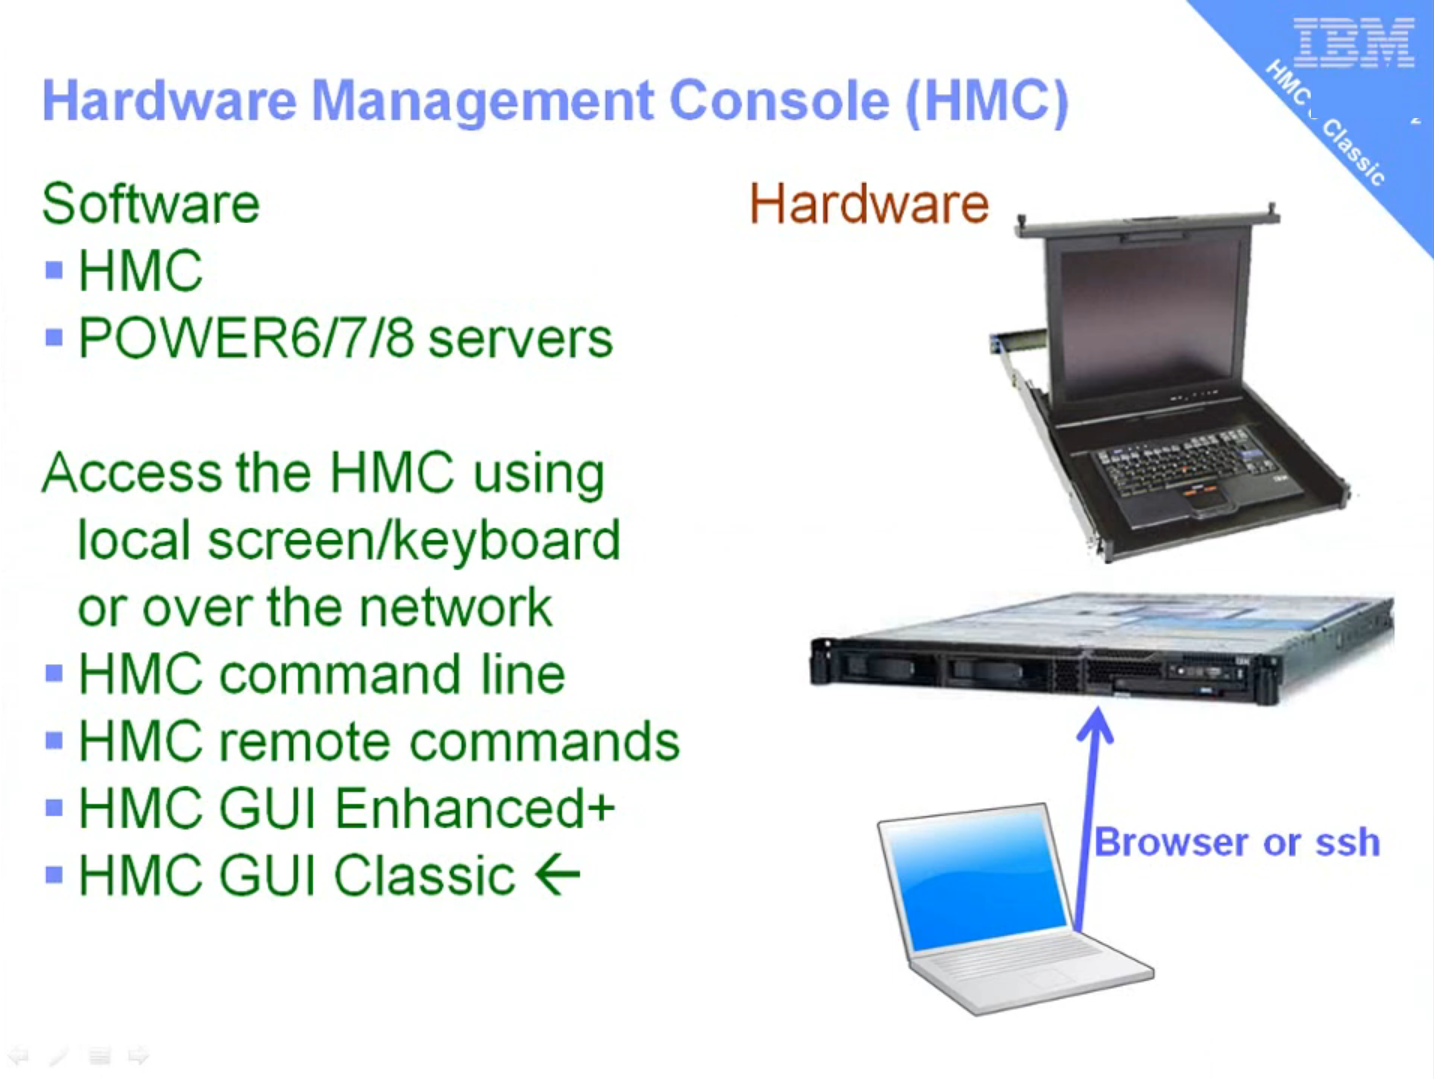 IBM
HMC Classic
Hardware Management Console (HMC)
Software
▪ HMC
▪ POWER6/7/8 servers
Access the HMC using
local screen/keyboard
or over the network
▪ HMC command line
▪ HMC remote commands
▪ HMC GUI Enhanced+
▪ HMC GUI Classic ←
Hardware
Browser or ssh